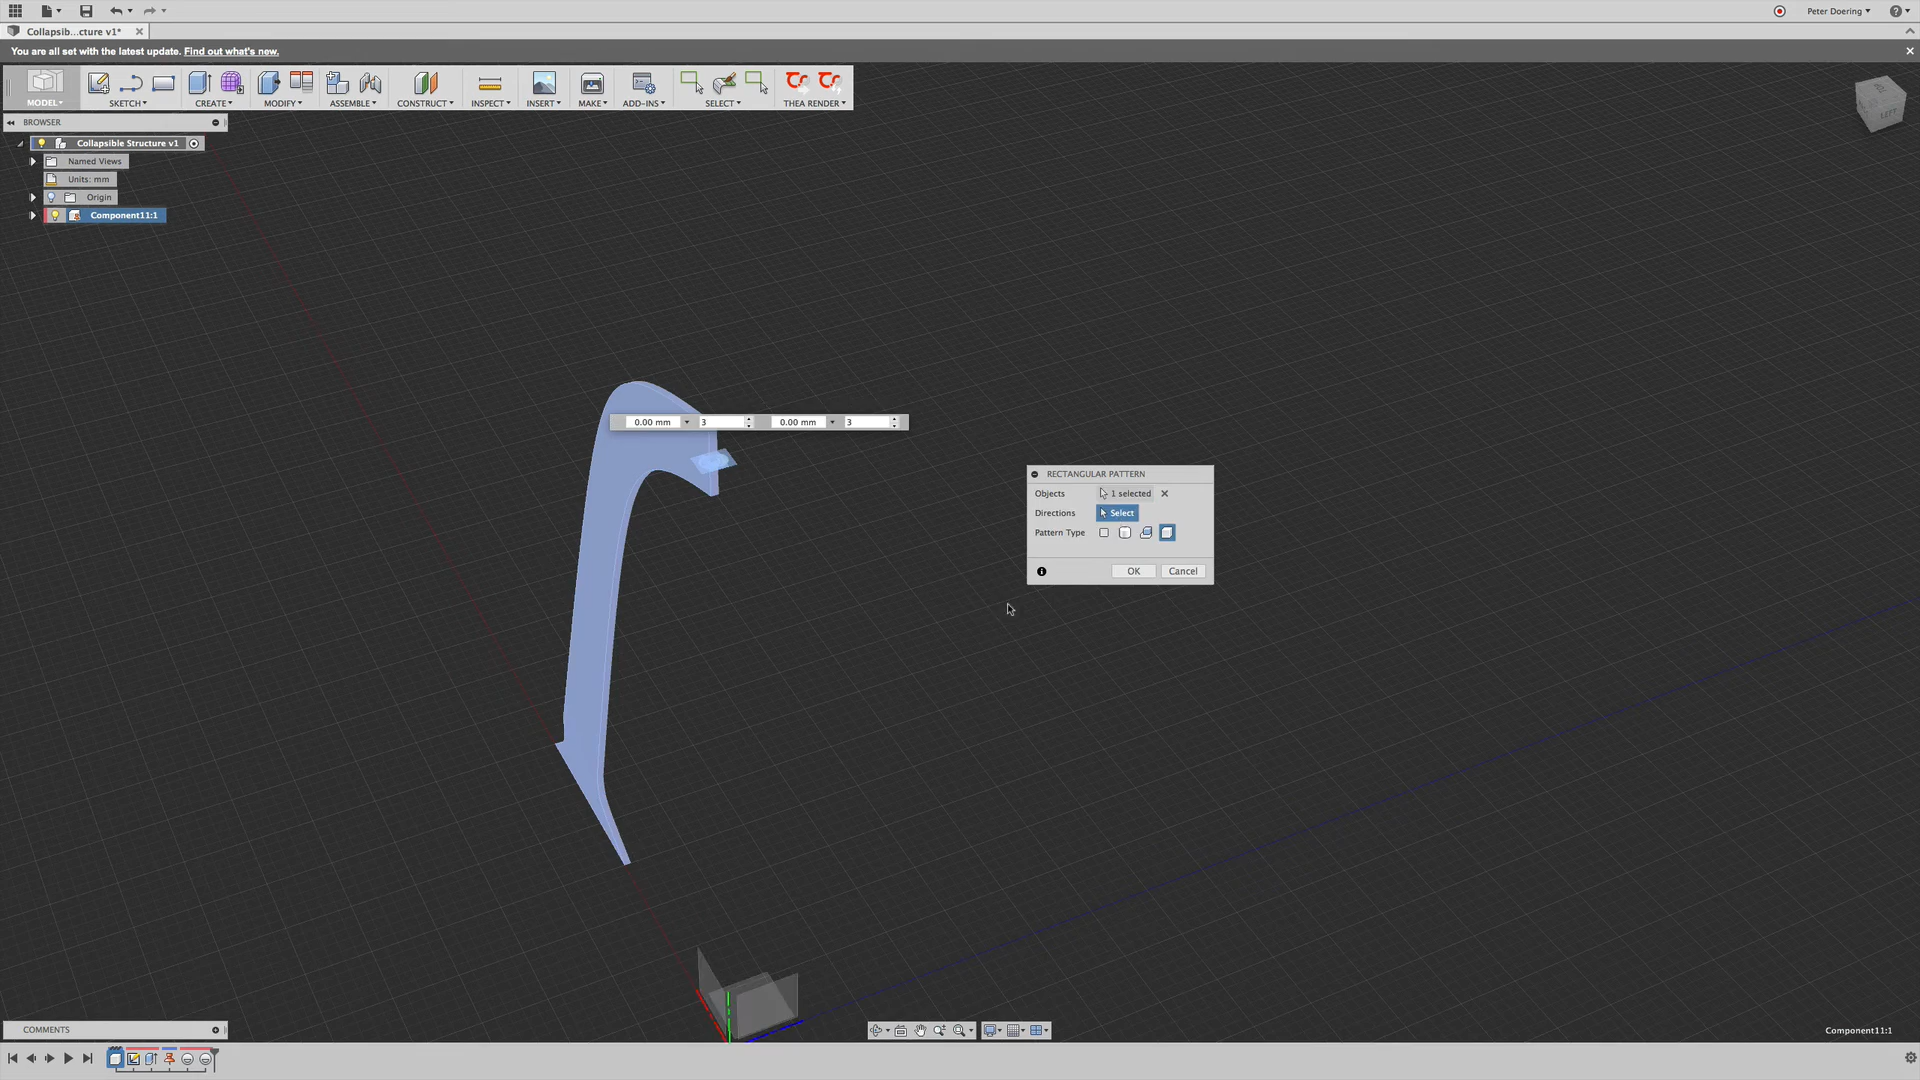 Peter Doering
Collapsib...cture v1*
You are all set with the latest update. Find out what's new.
MODEL
SKETCH
CREATE
MODIFY
ASSEMBLE
CONSTRUCT
INSPECT
INSERT
MAKE
ADD-INS
SELECT
THEA RENDER
BROWSER
Collapsible Structure v1
Named Views
Units: mm
Origin
Component11:1
LEFT
0.00 mm 3 0.00 mm 3
RECTANGULAR PATTERN
Objects 1 selected
Directions Select
Pattern Type
OK Cancel
COMMENTS
Component11:1